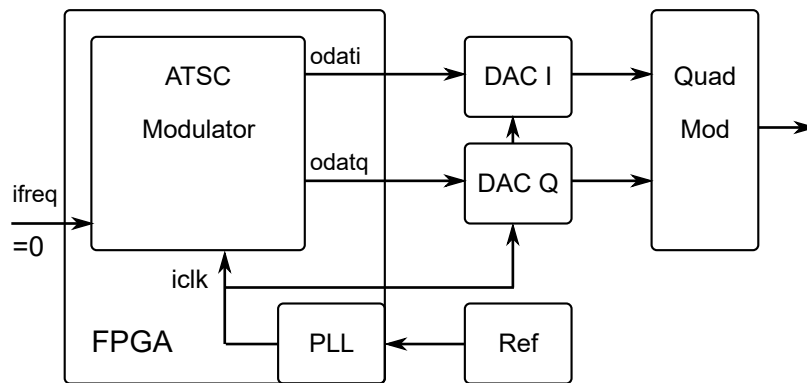 ATSC
Modulator
odati
odatq
DAC I
DAC Q
Quad
Mod
ifreq
=0
iclk
FPGA
PLL
Ref